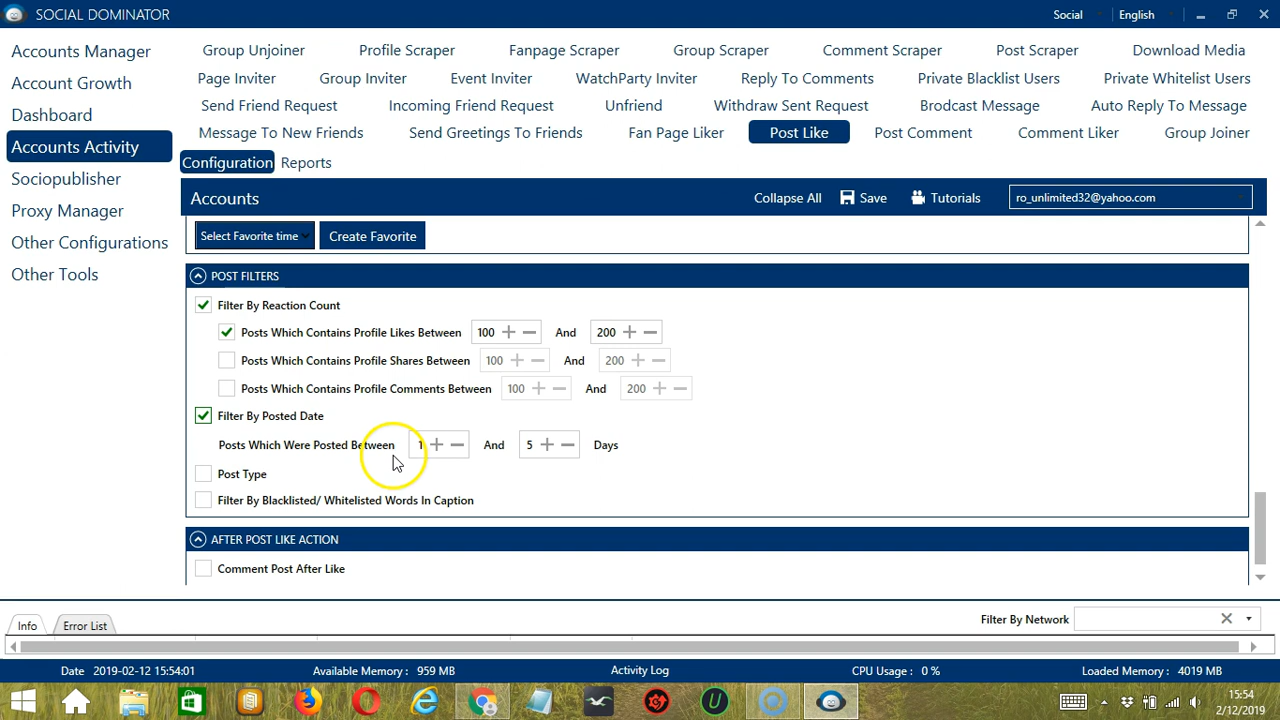 SOCIAL DOMINATOR Social English
Accounts Manager Group Unjoiner Profile Scraper Fanpage Scraper Group Scraper Comment Scraper Post Scraper Download Media
Account Growth Page Inviter Group Inviter Event Inviter WatchParty Inviter Reply To Comments Private Blacklist Users Private Whitelist Users
Dashboard Send Friend Request Incoming Friend Request Unfriend Withdraw Sent Request Brodcast Message Auto Reply To Message
Accounts Activity Message To New Friends Send Greetings To Friends Fan Page Liker Post Like Post Comment Comment Liker Group Joiner
Configuration Reports
Sociopublisher
Accounts Collapse All Save Tutorials ro_unlimited32@yahoo.com
Proxy Manager
Select Favorite time Create Favorite
Other Configurations
Other Tools
POST FILTERS
Filter By Reaction Count
Posts Which Contains Profile Likes Between 100 And 200
Posts Which Contains Profile Shares Between 100 And 200
Posts Which Contains Profile Comments Between 100 And 200
Filter By Posted Date
Posts Which Were Posted Between 1 And 5 Days
Post Type
Filter By Blacklisted/ Whitelisted Words In Caption
AFTER POST LIKE ACTION
Comment Post After Like
Info Error List Filter By Network
Date 2019-02-12 15:54:01 Available Memory : 959 MB Activity Log CPU Usage : 0 % Loaded Memory : 4019 MB
15:54
2/12/2019